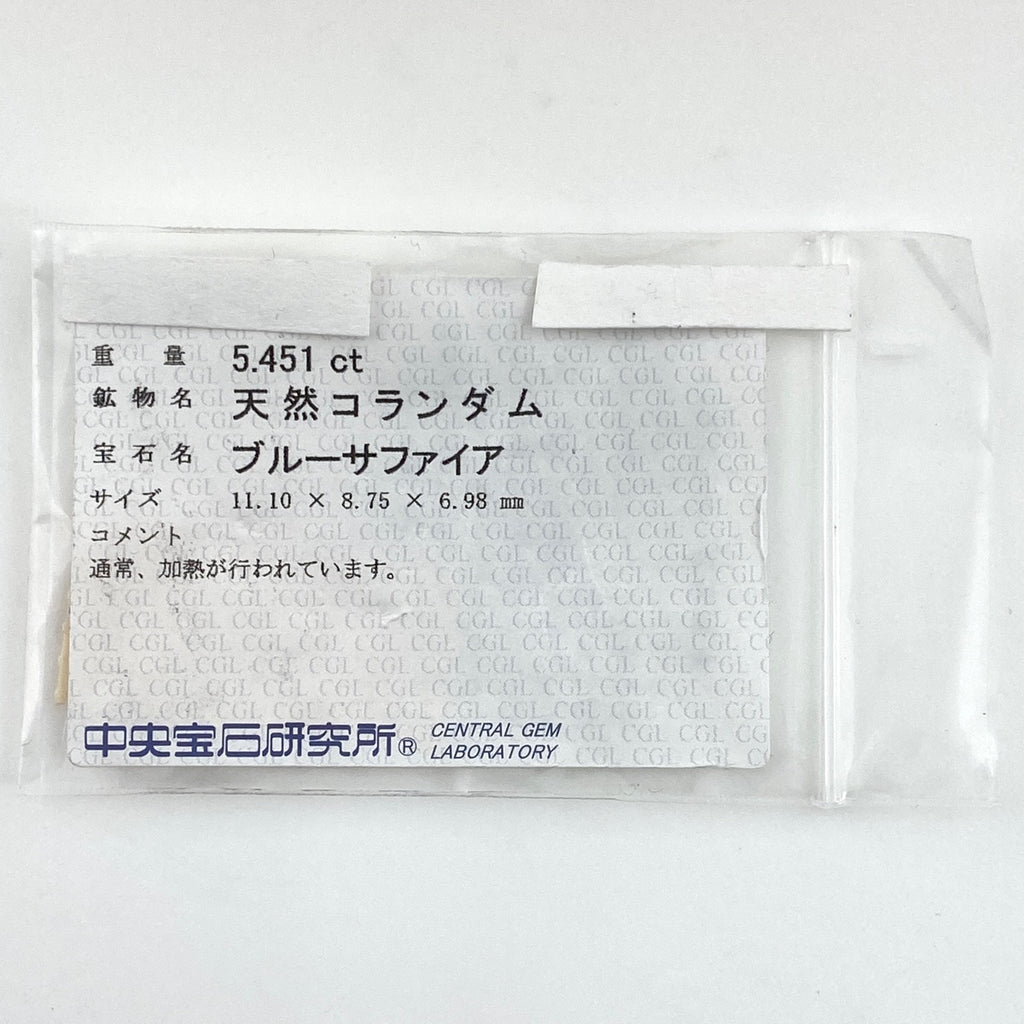 重量 5.451 ct
鉱物名 天然コランダム
宝石名 ブルーサファイア
サイズ 11.10 × 8.75 × 6.98 mm
コメント
通常、加熱が行われています。
中央宝石研究所® CENTRAL GEM LABORATORY